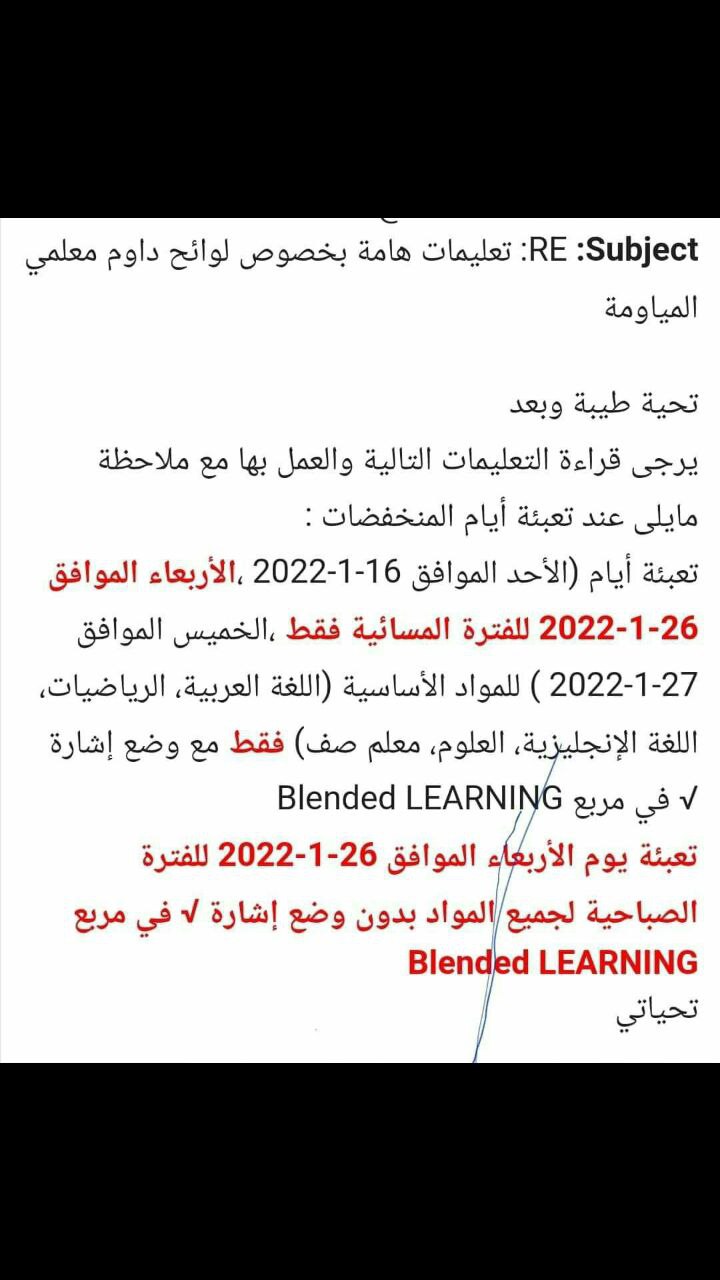 Subject: RE: تعليمات هامة بخصوص لوائح داوم معلمي
المياومة
تحية طيبة وبعد
يرجى قراءة التعليمات التالية والعمل بها مع ملاحظة
مايلى عند تعبئة أيام المنخفضات :
تعبئة أيام (الأحد الموافق 16-1-2022 ،الأربعاء الموافق
26-1-2022 للفترة المسائية فقط ،الخميس الموافق
27-1-2022 ) للمواد الأساسية (اللغة العربية، الرياضيات،
اللغة الإنجليزية، العلوم، معلم صف) فقط مع وضع إشارة
√ في مربع Blended LEARNING
تعبئة يوم الأربعاء الموافق 26-1-2022 للفترة
الصباحية لجميع المواد بدون وضع إشارة √ في مربع
Blended LEARNING
تحياتي